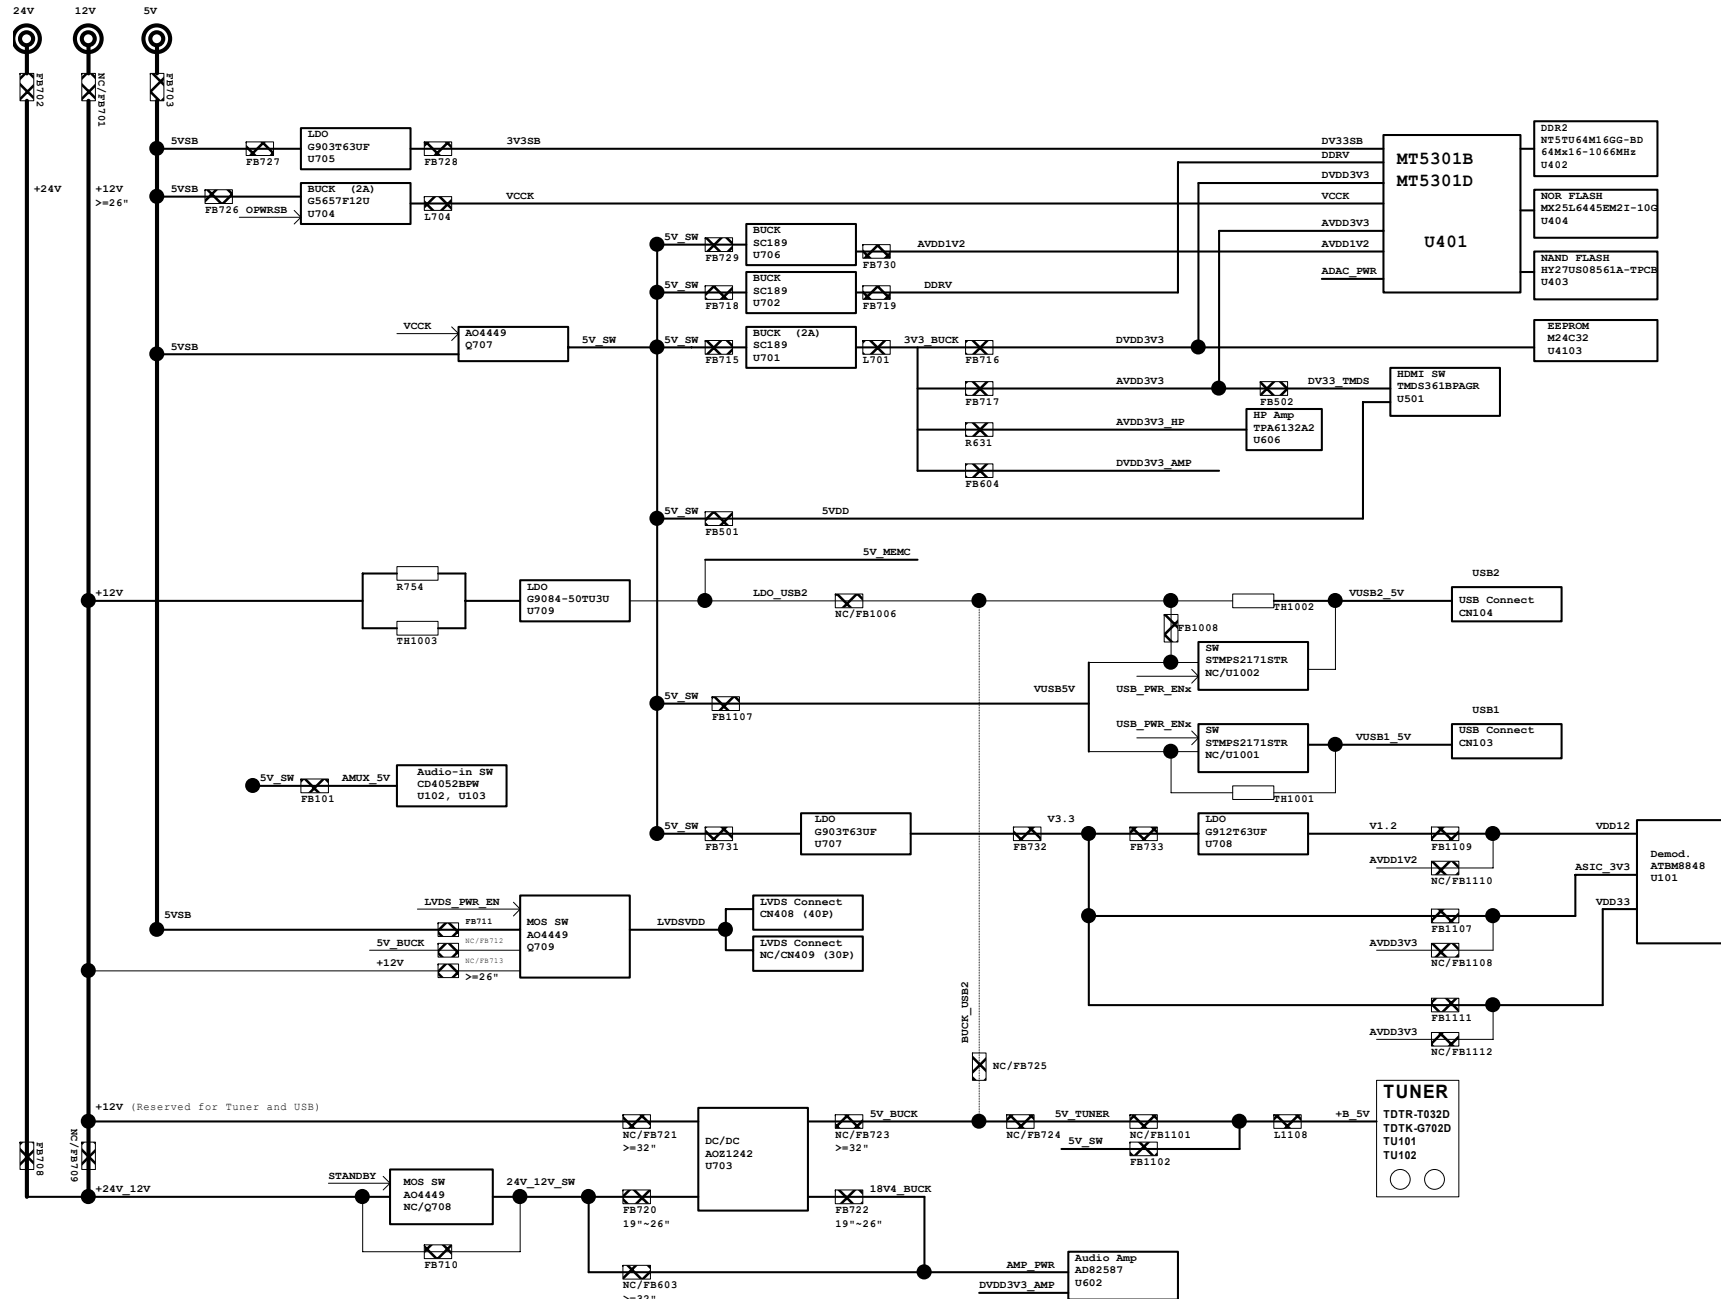 24V
12V
5V
FB702
NC/FB701
FB703
5VSB
FB727
LDO
G903T63UF
U705
FB728
3V3SB
DV33SB
DDRV
DVDD3V3
VCCK
AVDD3V3
AVDD1V2
ADAC_PWR
MT5301B
MT5301D
U401
DDR2
NT5TU64M16GG-BD
64Mx16-1066MHz
U402
NOR FLASH
MX25L6445EM2I-10G
U404
NAND FLASH
HY27US08561A-TPCB
U403
EEPROM
M24C32
U4103
+24V
+12V
>=26"
5VSB
FB726
OPWRSB
BUCK (2A)
G5657F12U
U704
L704
VCCK
5V_SW
FB729
BUCK
SC189
U706
FB730
AVDD1V2
5V_SW
FB718
BUCK
SC189
U702
FB719
DDRV
VCCK
5VSB
AO4449
Q707
5V_SW
5V_SW
FB715
BUCK (2A)
SC189
U701
L701
3V3_BUCK
FB716
DVDD3V3
FB717
AVDD3V3
FB502
DV33_TMDS
HDMI SW
TMDS361BPAGR
U501
R631
AVDD3V3_HP
HP Amp
TPA6132A2
U606
FB604
DVDD3V3_AMP
5V_SW
FB501
5VDD
5V_MEMC
+12V
R754
TH1003
LDO
G9084-50TU3U
U709
LDO_USB2
NC/FB1006
TH1002
VUSB2_5V
USB2
USB Connect
CN104
FB1008
SW
STMPS2171STR
NC/U1002
USB_PWR_ENx
5V_SW
FB1107
VUSB5V
USB_PWR_ENx
SW
STMPS2171STR
NC/U1001
TH1001
VUSB1_5V
USB1
USB Connect
CN103
5V_SW
FB101
AMUX_5V
Audio-in SW
CD4052BPW
U102, U103
5V_SW
FB731
LDO
G903T63UF
U707
FB732
V3.3
FB733
LDO
G912T63UF
U708
V1.2
FB1109
VDD12
AVDD1V2
NC/FB1110
ASIC_3V3
VDD33
Demod.
ATBM8848
U101
FB1107
AVDD3V3
NC/FB1108
FB1111
AVDD3V3
NC/FB1112
5VSB
LVDS_PWR_EN
FB711
5V_BUCK
NC/FB712
+12V
NC/FB713
>=26"
MOS SW
AO4449
Q709
LVDSVDD
LVDS Connect
CN408 (40P)
LVDS Connect
NC/CN409 (30P)
BUCK_USB2
NC/FB725
+12V (Reserved for Tuner and USB)
FB708
NC/FB709
+24V_12V
NC/FB721
>=32"
DC/DC
AOZ1242
U703
5V_BUCK
NC/FB723
>=32"
NC/FB724
5V_TUNER
NC/FB1101
5V_SW
FB1102
L1108
+B_5V
TUNER
TDTR-T032D
TDTK-G702D
TU101
TU102
STANDBY
MOS SW
AO4449
NC/Q708
FB710
24V_12V_SW
FB720
19"~26"
18V4_BUCK
FB722
19"~26"
NC/FB603
>=32"
AMP_PWR
DVDD3V3_AMP
Audio Amp
AD82587
U602